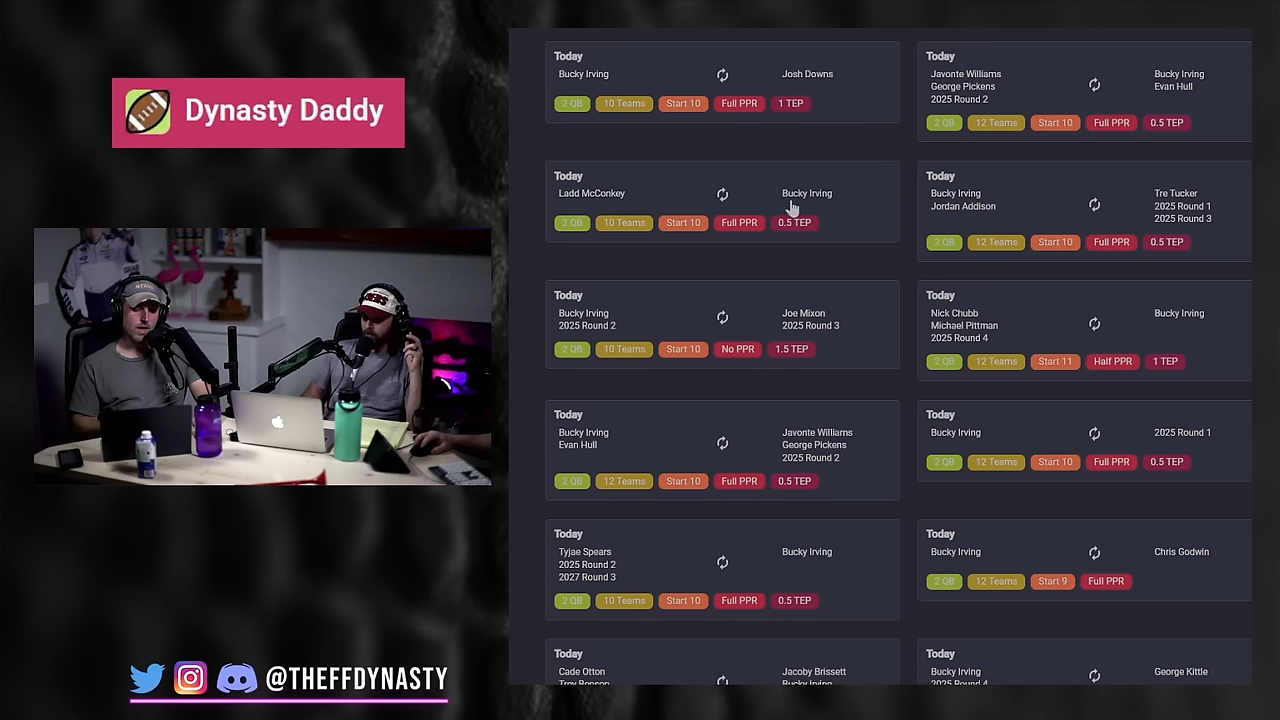 Dynasty Daddy
@THEFFDYNASTY
Today
Bucky Irving
Josh Downs
2 QB 10 Teams Start 10 Full PPR 1 TEP
Today
Javonte Williams
George Pickens
2025 Round 2
Bucky Irving
Evan Hull
2 QB 12 Teams Start 10 Full PPR 0.5 TEP
Today
Ladd McConkey
Bucky Irving
2 QB 10 Teams Start 10 Full PPR 0.5 TEP
Today
Bucky Irving
Jordan Addison
Tre Tucker
2025 Round 1
2025 Round 3
2 QB 12 Teams Start 10 Full PPR 0.5 TEP
Today
Bucky Irving
2025 Round 2
Joe Mixon
2025 Round 3
2 QB 10 Teams Start 10 No PPR 1.5 TEP
Today
Nick Chubb
Michael Pittman
2025 Round 4
Bucky Irving
2 QB 12 Teams Start 11 Half PPR 1 TEP
Today
Bucky Irving
Evan Hull
Javonte Williams
George Pickens
2025 Round 2
2 QB 12 Teams Start 10 Full PPR 0.5 TEP
Today
Bucky Irving
2025 Round 1
2 QB 12 Teams Start 10 Full PPR 0.5 TEP
Today
Tyjae Spears
2025 Round 2
2027 Round 3
Bucky Irving
2 QB 10 Teams Start 10 Full PPR 0.5 TEP
Today
Bucky Irving
Chris Godwin
2 QB 12 Teams Start 9 Full PPR
Today
Cade Otton
Trey Benson
Jacoby Brissett
Bucky Irving
Today
Bucky Irving
2025 Round 4
George Kittle